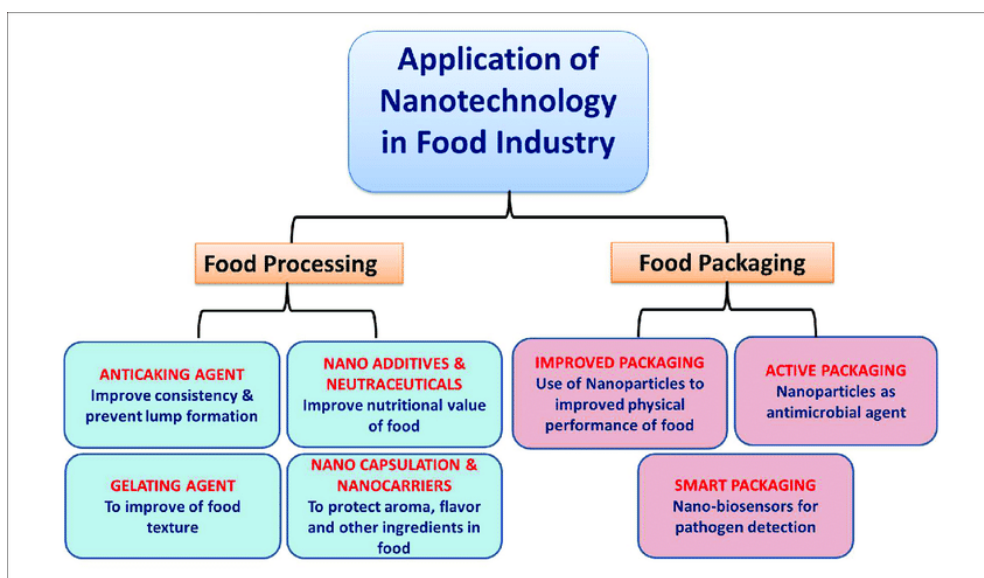 Application of
Nanotechnology
in Food Industry
Food Processing
Food Packaging
ANTICAKING AGENT
Improve consistency &
prevent lump formation
NANO ADDITIVES &
NEUTRACEUTICALS
Improve nutritional value
of food
IMPROVED PACKAGING
Use of Nanoparticles to
improved physical
performance of food
ACTIVE PACKAGING
Nanoparticles as
antimicrobial agent
GELATING AGENT
To improve of food
texture
NANO CAPSULATION &
NANOCARRIERS
To protect aroma, flavor
and other ingredients in
food
SMART PACKAGING
Nano-biosensors for
pathogen detection